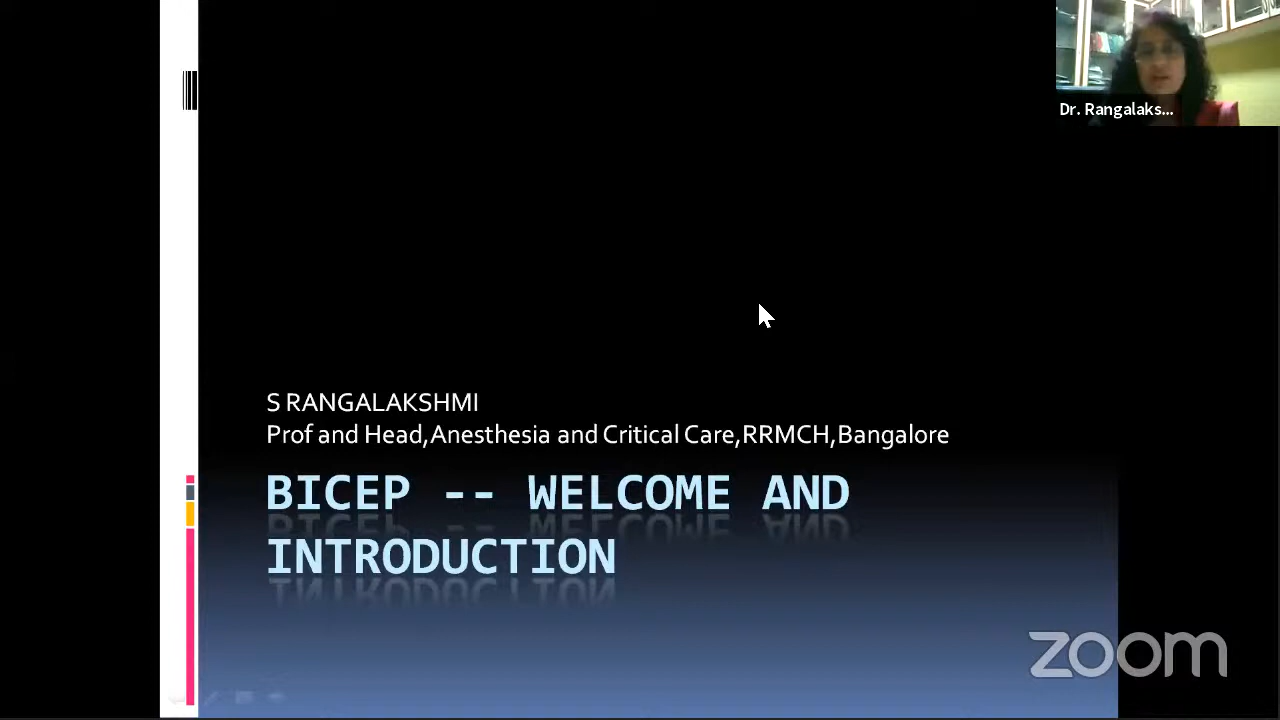 Dr. Rangalaks...
S RANGALAKSHMI
Prof and Head,Anesthesia and Critical Care,RRMCH,Bangalore
BICEP -- WELCOME AND
INTRODUCTION
zoom